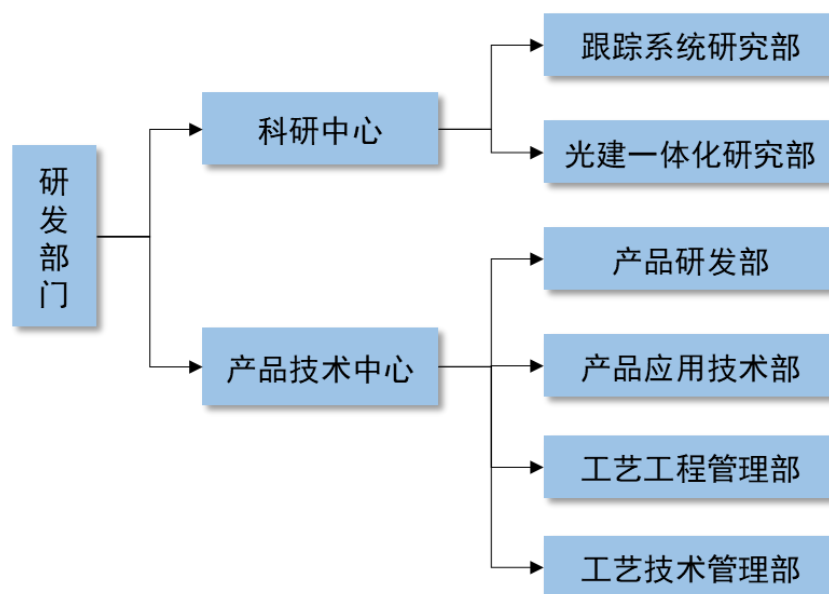 研发部门
科研中心
跟踪系统研究部
光建一体化研究部
产品技术中心
产品研发部
产品应用技术部
工艺工程管理部
工艺技术管理部